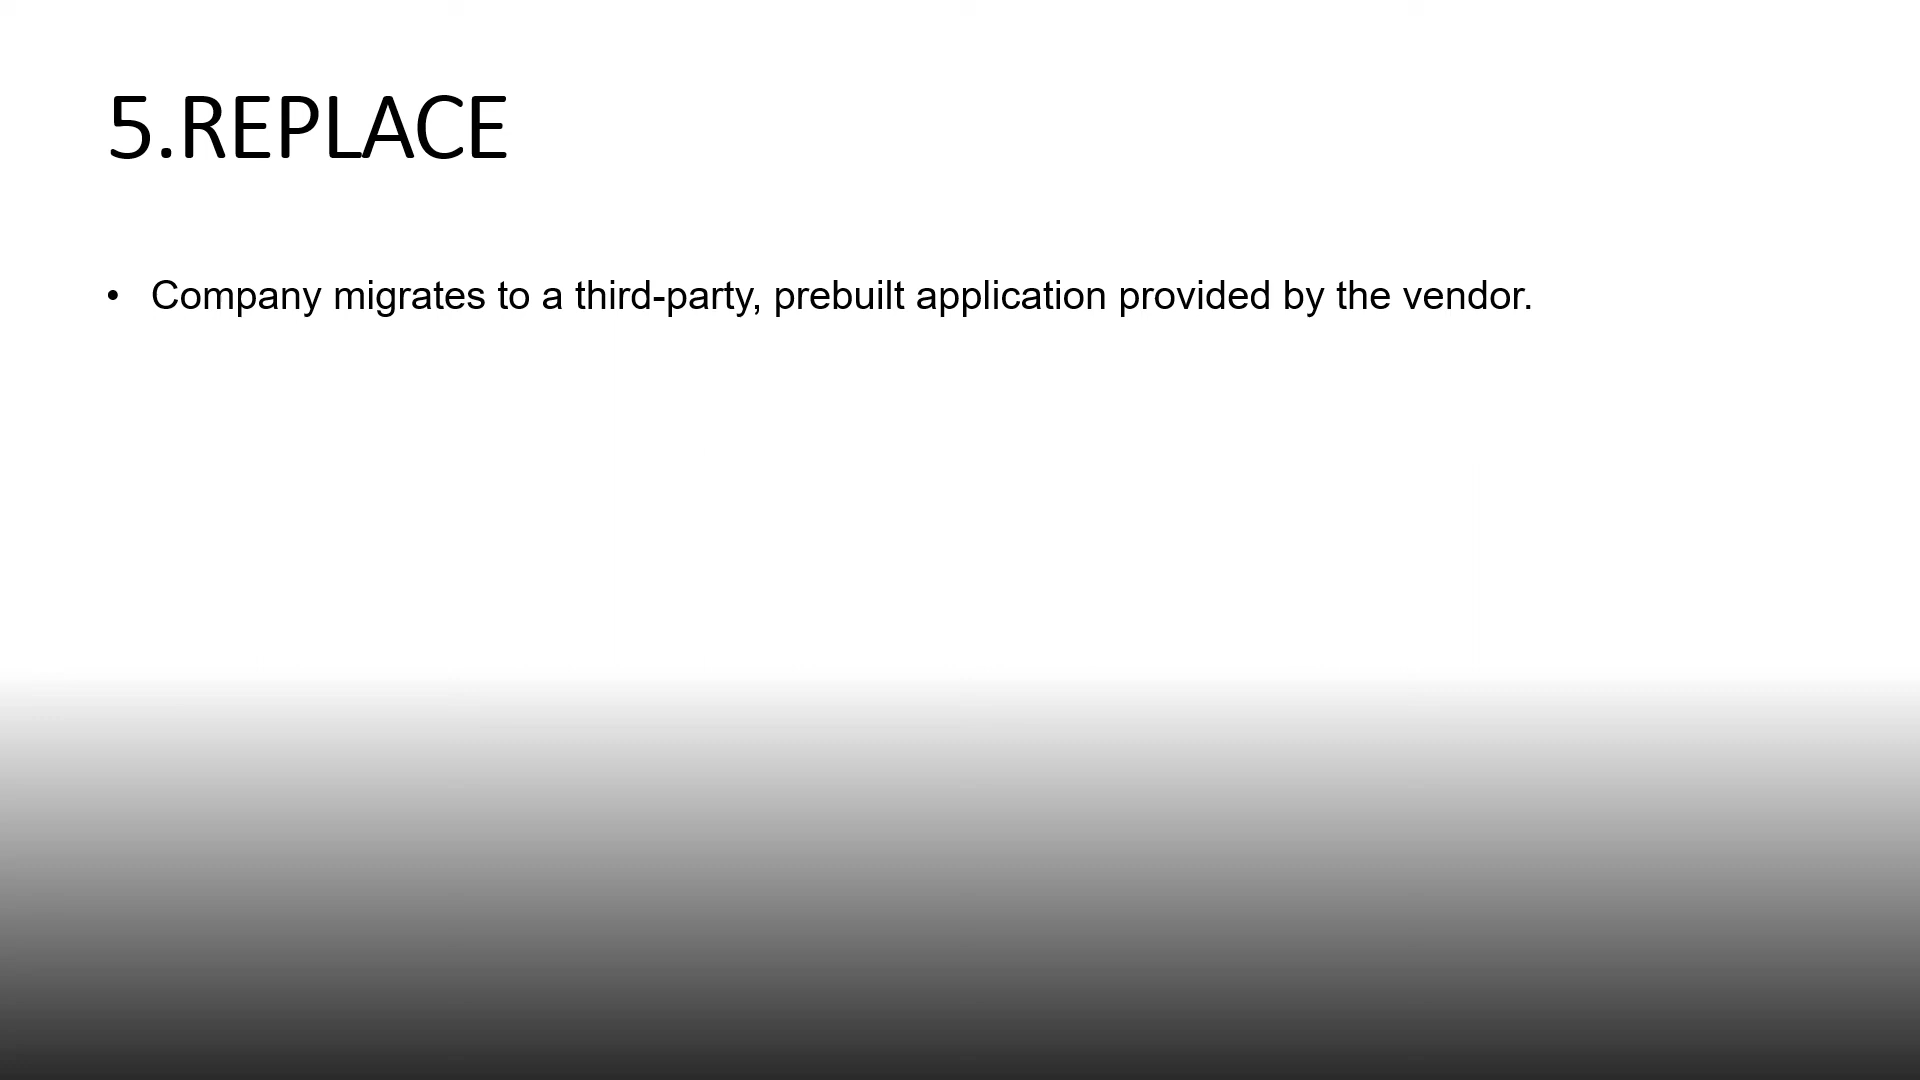 5.REPLACE
• Company migrates to a third-party, prebuilt application provided by the vendor.